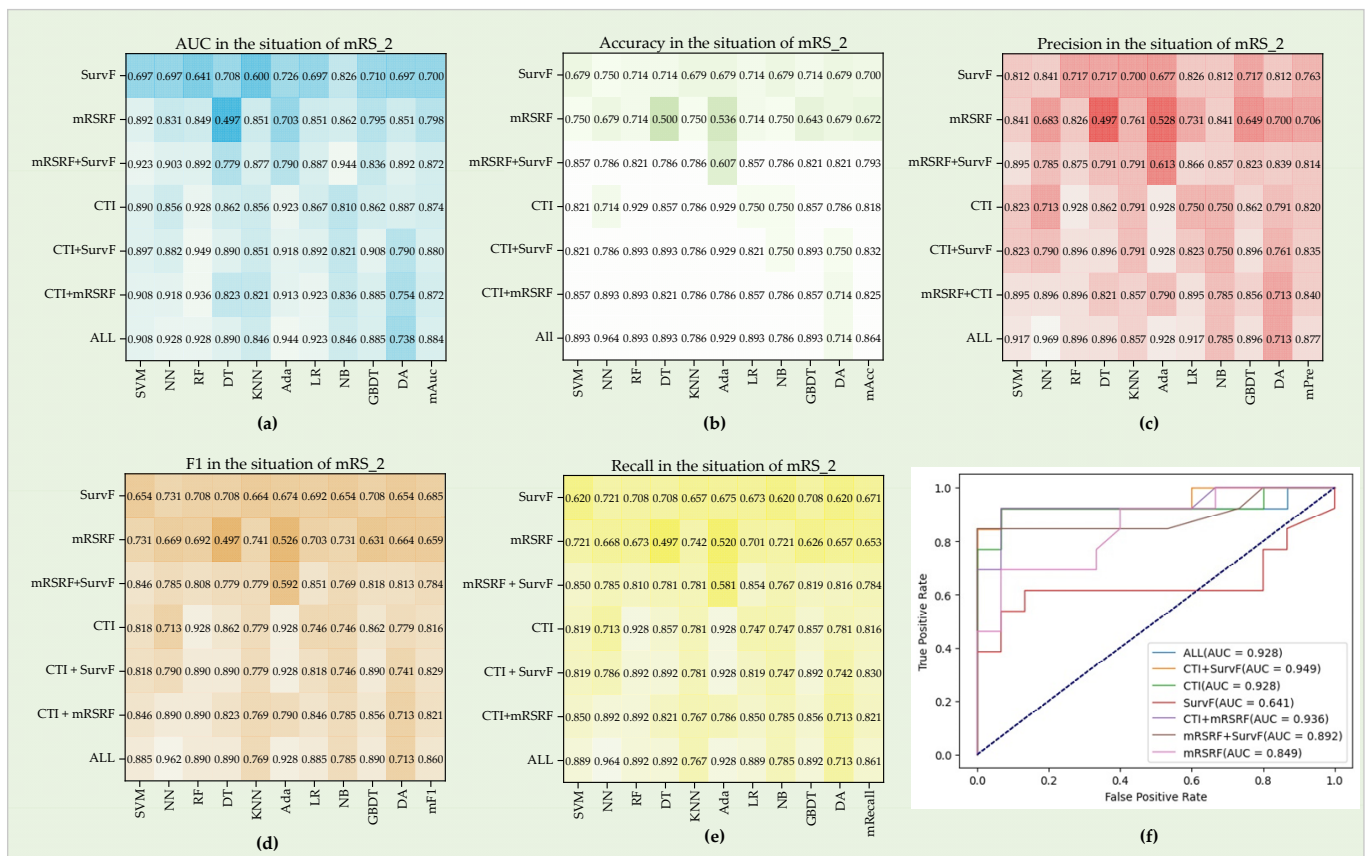 AUC in the situation of mRS_2
SurvF 0.697 0.697 0.641 0.708 0.600 0.726 0.697 0.826 0.710 0.697 0.700
mRSRF 0.892 0.831 0.849 0.497 0.851 0.703 0.851 0.862 0.795 0.851 0.798
mRSRF+SurvF 0.923 0.903 0.892 0.779 0.877 0.790 0.887 0.944 0.836 0.892 0.872
CTI 0.890 0.856 0.928 0.862 0.856 0.923 0.867 0.810 0.862 0.887 0.874
CTI+SurvF 0.897 0.882 0.949 0.890 0.851 0.918 0.892 0.821 0.908 0.790 0.880
CTI+mRSRF 0.908 0.918 0.936 0.823 0.821 0.913 0.923 0.836 0.885 0.754 0.872
ALL 0.908 0.928 0.928 0.890 0.846 0.944 0.923 0.846 0.885 0.738 0.884
SVM NN RF DT KNN Ada LR NB GBDT DA mAuc
(a)
Accuracy in the situation of mRS_2
SurvF 0.679 0.750 0.714 0.714 0.679 0.679 0.714 0.679 0.714 0.679 0.700
mRSRF 0.750 0.679 0.714 0.500 0.750 0.536 0.714 0.750 0.643 0.679 0.672
mRSRF+SurvF 0.857 0.786 0.821 0.786 0.786 0.607 0.857 0.786 0.821 0.821 0.793
CTI 0.821 0.714 0.929 0.857 0.786 0.929 0.750 0.750 0.857 0.786 0.818
CTI+SurvF 0.821 0.786 0.893 0.893 0.786 0.929 0.821 0.750 0.893 0.750 0.832
CTI+mRSRF 0.857 0.893 0.893 0.821 0.786 0.786 0.857 0.786 0.857 0.714 0.825
All 0.893 0.964 0.893 0.893 0.786 0.929 0.893 0.786 0.893 0.714 0.864
SVM NN RF DT KNN Ada LR NB GBDT DA mAcc
(b)
Precision in the situation of mRS_2
SurvF 0.812 0.841 0.717 0.717 0.700 0.677 0.826 0.812 0.717 0.812 0.763
mRSRF 0.841 0.683 0.826 0.497 0.761 0.528 0.731 0.841 0.649 0.700 0.706
mRSRF+SurvF 0.895 0.785 0.875 0.791 0.791 0.613 0.866 0.857 0.823 0.839 0.814
CTI 0.823 0.713 0.928 0.862 0.791 0.928 0.750 0.750 0.862 0.791 0.820
CTI+SurvF 0.823 0.790 0.896 0.896 0.791 0.928 0.823 0.750 0.896 0.761 0.835
mRSRF+CTI 0.895 0.896 0.896 0.821 0.857 0.790 0.895 0.785 0.856 0.713 0.840
ALL 0.917 0.969 0.896 0.896 0.857 0.928 0.917 0.785 0.896 0.713 0.877
SVM NN RF DT KNN Ada LR NB GBDT DA mPre
(c)
F1 in the situation of mRS_2
SurvF 0.654 0.731 0.708 0.708 0.664 0.674 0.692 0.654 0.708 0.654 0.685
mRSRF 0.731 0.669 0.692 0.497 0.741 0.526 0.703 0.731 0.631 0.664 0.659
mRSRF+SurvF 0.846 0.785 0.808 0.779 0.779 0.592 0.851 0.769 0.818 0.813 0.784
CTI 0.818 0.713 0.928 0.862 0.779 0.928 0.746 0.746 0.862 0.779 0.816
CTI + SurvF 0.818 0.790 0.890 0.890 0.779 0.928 0.818 0.746 0.890 0.741 0.829
CTI + mRSRF 0.846 0.890 0.890 0.823 0.769 0.790 0.846 0.785 0.856 0.713 0.821
ALL 0.885 0.962 0.890 0.890 0.769 0.928 0.885 0.785 0.890 0.713 0.860
SVM NN RF DT KNN Ada LR NB GBDT DA mF1
(d)
Recall in the situation of mRS_2
SurvF 0.620 0.721 0.708 0.708 0.657 0.675 0.673 0.620 0.708 0.620 0.671
mRSRF 0.721 0.668 0.673 0.497 0.742 0.520 0.701 0.721 0.626 0.657 0.653
mRSRF + SurvF 0.850 0.785 0.810 0.781 0.781 0.581 0.854 0.767 0.819 0.816 0.784
CTI 0.819 0.713 0.928 0.857 0.781 0.928 0.747 0.747 0.857 0.781 0.816
CTI + SurvF 0.819 0.786 0.892 0.892 0.781 0.928 0.819 0.747 0.892 0.742 0.830
CTI+mRSRF 0.850 0.892 0.892 0.821 0.767 0.786 0.850 0.785 0.856 0.713 0.821
ALL 0.889 0.964 0.892 0.892 0.767 0.928 0.889 0.785 0.892 0.713 0.861
SVM NN RF DT KNN Ada LR NB GBDT DA mRecall
(e)
True Positive Rate
1.0
0.8
0.6
0.4
0.2
0.0
ALL(AUC = 0.928)
CTI+SurvF(AUC = 0.949)
CTI(AUC = 0.928)
SurvF(AUC = 0.641)
CTI+mRSRF(AUC = 0.936)
mRSRF+SurvF(AUC = 0.892)
mRSRF(AUC = 0.849)
0.0 0.2 0.4 0.6 0.8 1.0
False Positive Rate
(f)